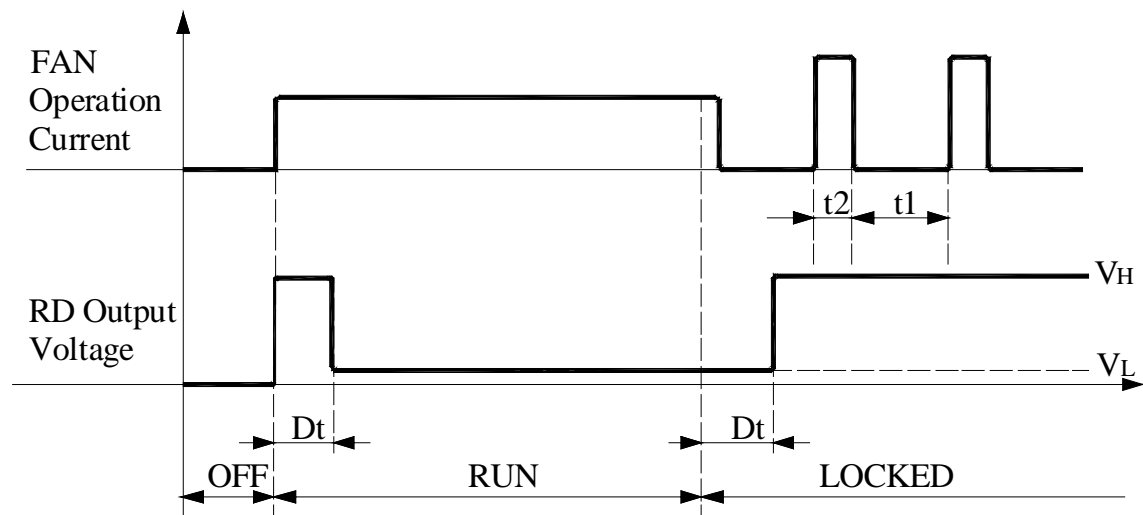 FAN
Operation
Current
t2
t1
VH
RD Output
Voltage
VL
Dt
Dt
OFF
RUN
LOCKED